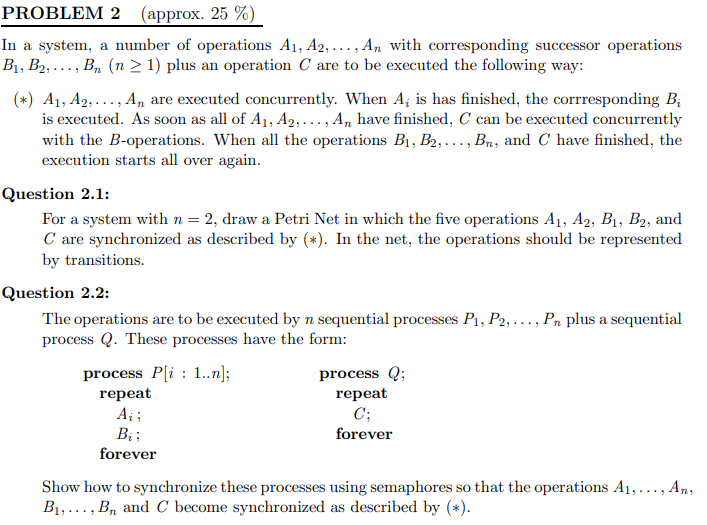 PROBLEM 2 (approx. 25 %)
In a system, a number of operations A₁, A₂, . . . , Aₙ with corresponding successor operations
B₁, B₂, . . . , Bₙ (n ≥ 1) plus an operation C are to be executed the following way:
(∗) A₁, A₂, . . . , Aₙ are executed concurrently. When Aᵢ is has finished, the corrresponding Bᵢ
is executed. As soon as all of A₁, A₂, . . . , Aₙ have finished, C can be executed concurrently
with the B-operations. When all the operations B₁, B₂, . . . , Bₙ, and C have finished, the
execution starts all over again.
Question 2.1:
For a system with n = 2, draw a Petri Net in which the five operations A₁, A₂, B₁, B₂, and
C are synchronized as described by (∗). In the net, the operations should be represented
by transitions.
Question 2.2:
The operations are to be executed by n sequential processes P₁, P₂, . . . , Pₙ plus a sequential
process Q. These processes have the form:
process P[i : 1..n];
repeat
Aᵢ ;
Bᵢ ;
forever
process Q;
repeat
C;
forever
Show how to synchronize these processes using semaphores so that the operations A₁, . . . , Aₙ,
B₁, . . . , Bₙ and C become synchronized as described by (∗).